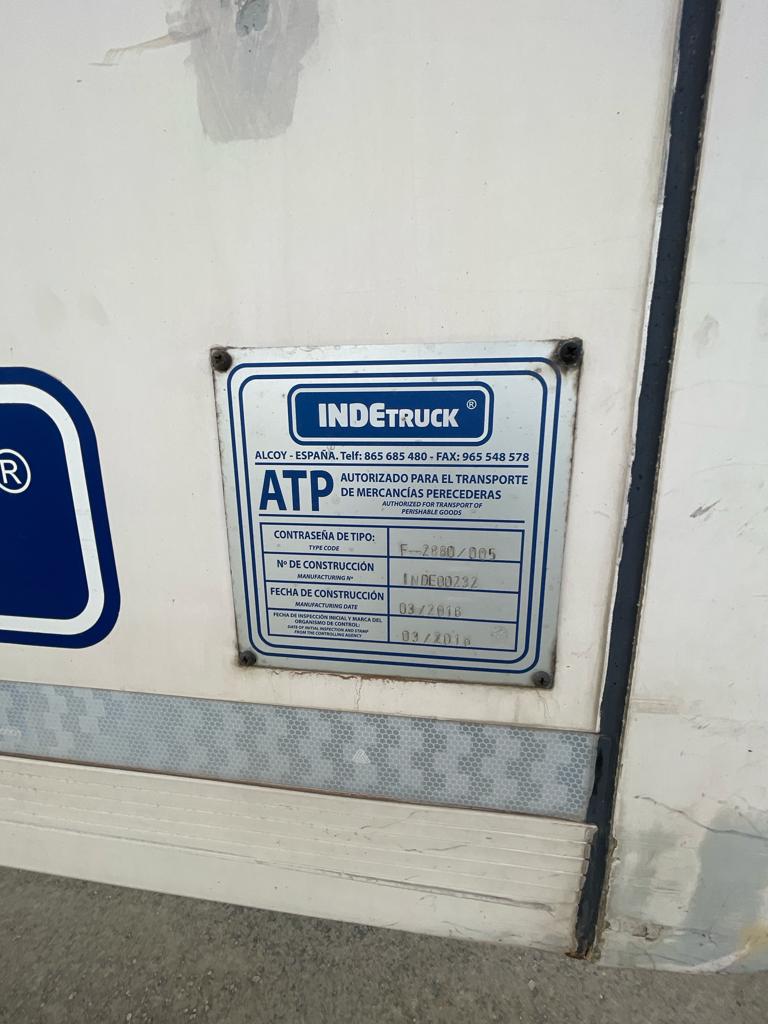 ®
INDETRUCK ®
ALCOY - ESPAÑA. Telf: 865 685 480 - FAX: 965 548 578
ATP
AUTORIZADO PARA EL TRANSPORTE
DE MERCANCÍAS PERECEDERAS
AUTHORIZED FOR TRANSPORT OF
PERISHABLE GOODS
CONTRASEÑA DE TIPO:
TYPE CODE
F-2880/005
Nº DE CONSTRUCCIÓN
MANUFACTURING Nº
INDE00232
FECHA DE CONSTRUCCIÓN
MANUFACTURING DATE
03/2016
FECHA DE INSPECCIÓN INICIAL Y MARCA DEL
ORGANISMO DE CONTROL:
DATE OF INITIAL INSPECTION AND STAMP
FROM THE CONTROLLING AGENCY
03/2016